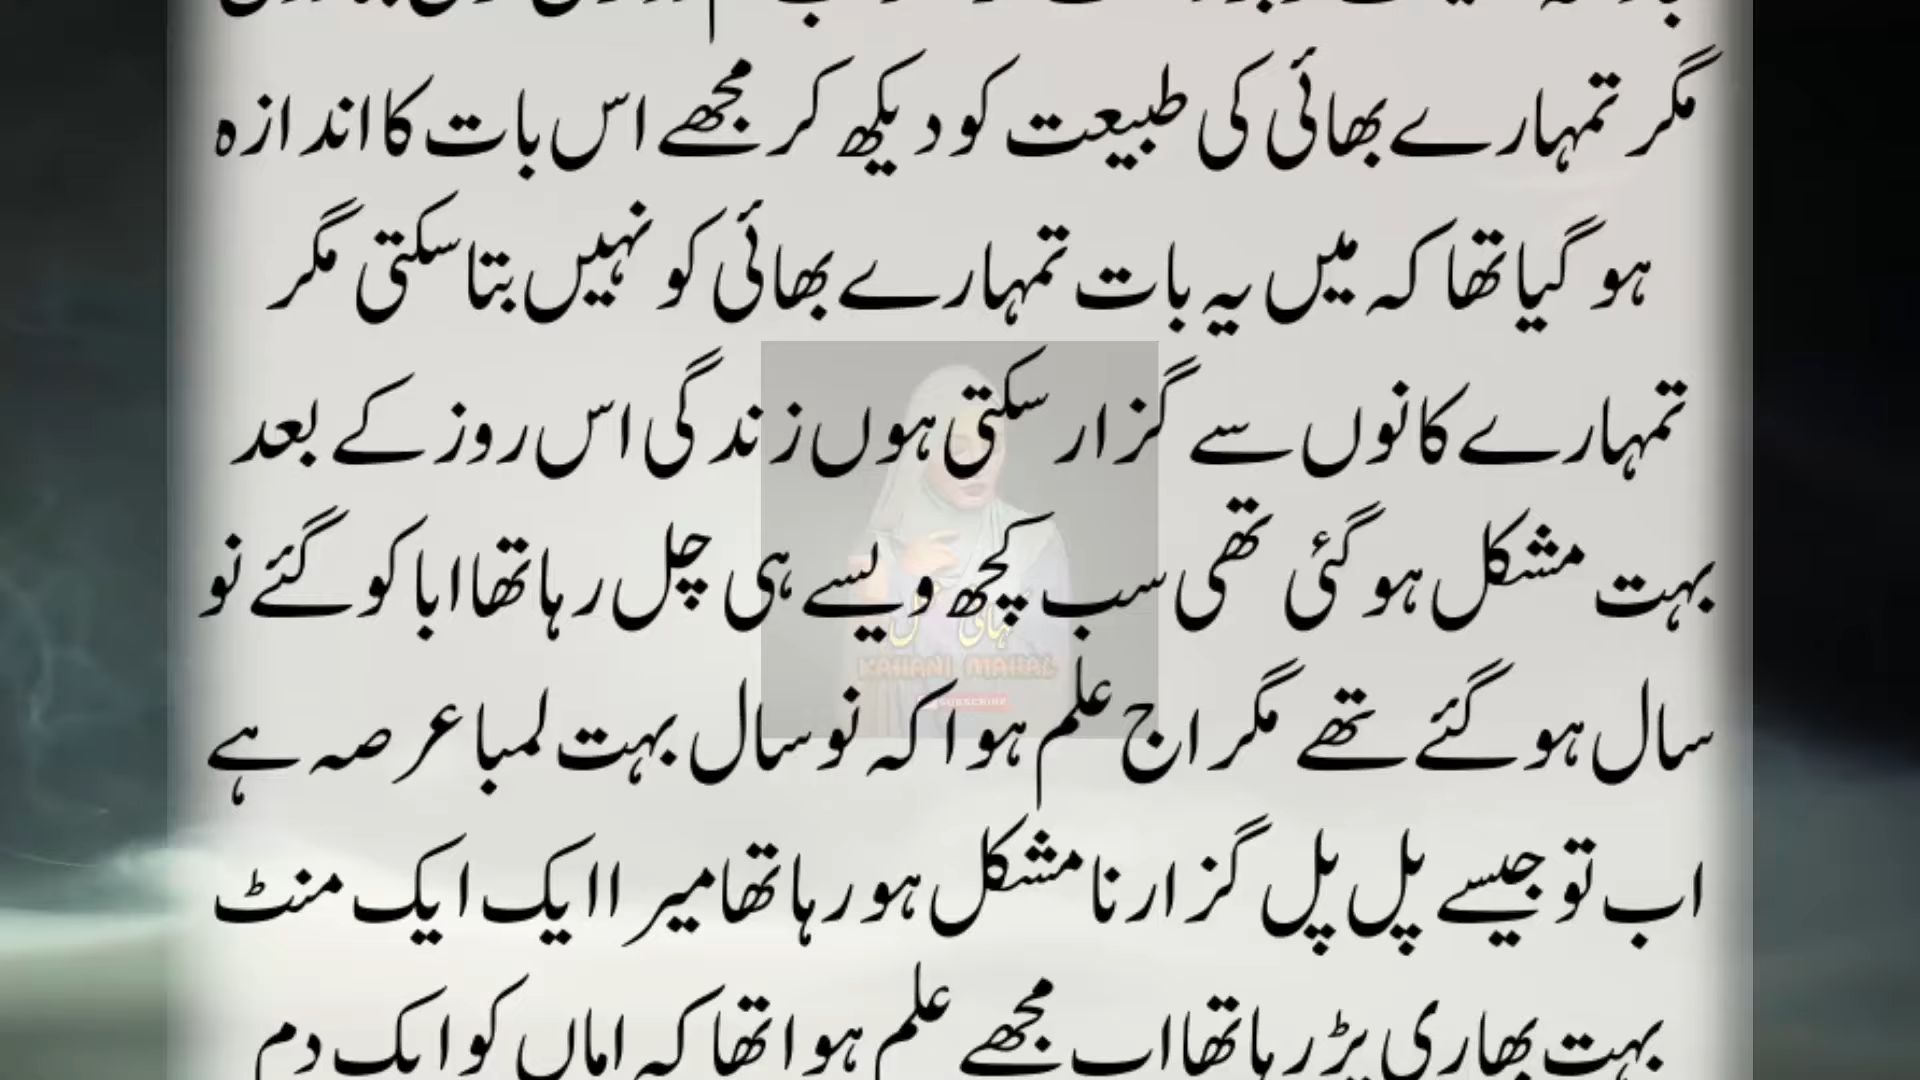 مگر تمہارے بھائی کی طبیعت کو دیکھ کر مجھے اس بات کا اندازہ
ہو گیا تھا کہ میں یہ بات تمہارے بھائی کو نہیں بتا سکتی مگر
تمہارے کانوں سے گزار سکتی ہوں زندگی اس روز کے بعد
بہت مشکل ہو گئی تھی سب کچھ ویسے ہی چل رہا تھا ابا کو گئے نو
سال ہو گئے تھے مگر اج علم ہوا کہ نو سال بہت لمبا عرصہ ہے
اب تو جیسے پل پل گزارنا مشکل ہو رہا تھا میرا ایک ایک منٹ
بہت بھاری پڑ رہا تھا اب مجھے علم ہوا تھا کہ اماں کو ایک دم
کہانی محل
KAHANI MAHAL
SUBSCRIBE